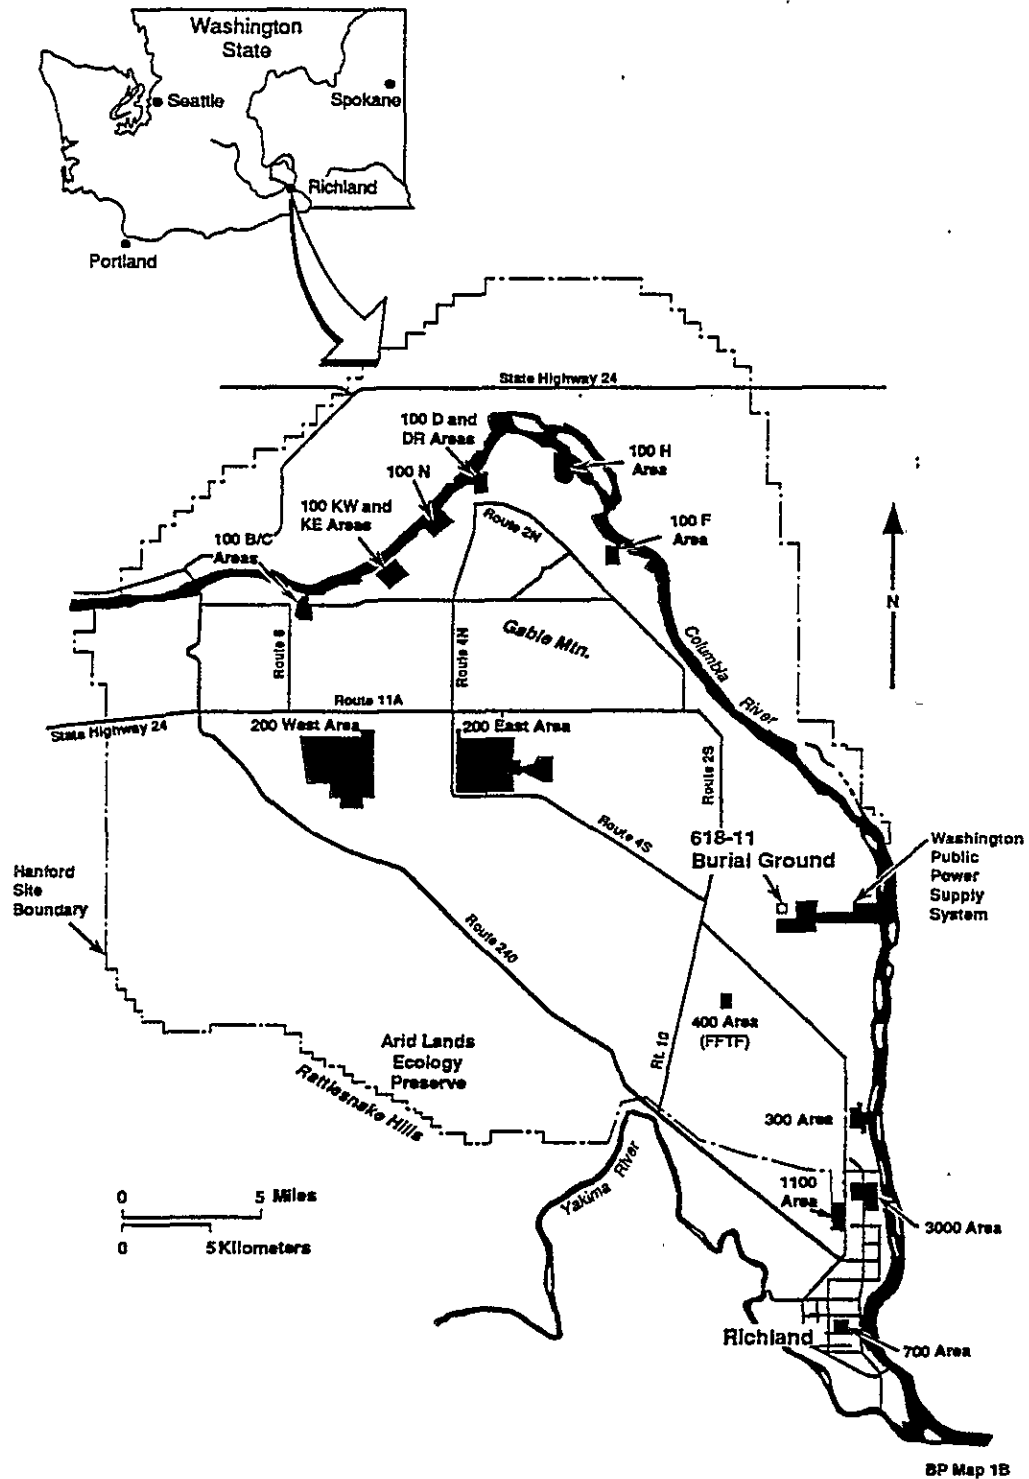 Washington
State
Seattle
Spokane
Richland
Portland
State Highway 24
100 D and
DR Areas
100 H
Area
100 N
100 KW and
KE Areas
Route 2N
100 F
Area
100 B/C
Areas
N
Route 6
Route 4N
Gable Mtn.
Columbia
River
Route 11A
State Highway 24
200 West Area
200 East Area
Route 2S
Route 4S
618-11
Burial Ground
Washington
Public
Power
Supply
System
Hanford
Site
Boundary
Route 240
400 Area
(FFTF)
Rt. 10
Arid Lands
Ecology
Preserve
Rattlesnake Hills
300 Area
Yakima River
1100
Area
3000 Area
0 5 Miles
0 5 Kilometers
Richland
700 Area
BP Map 1B